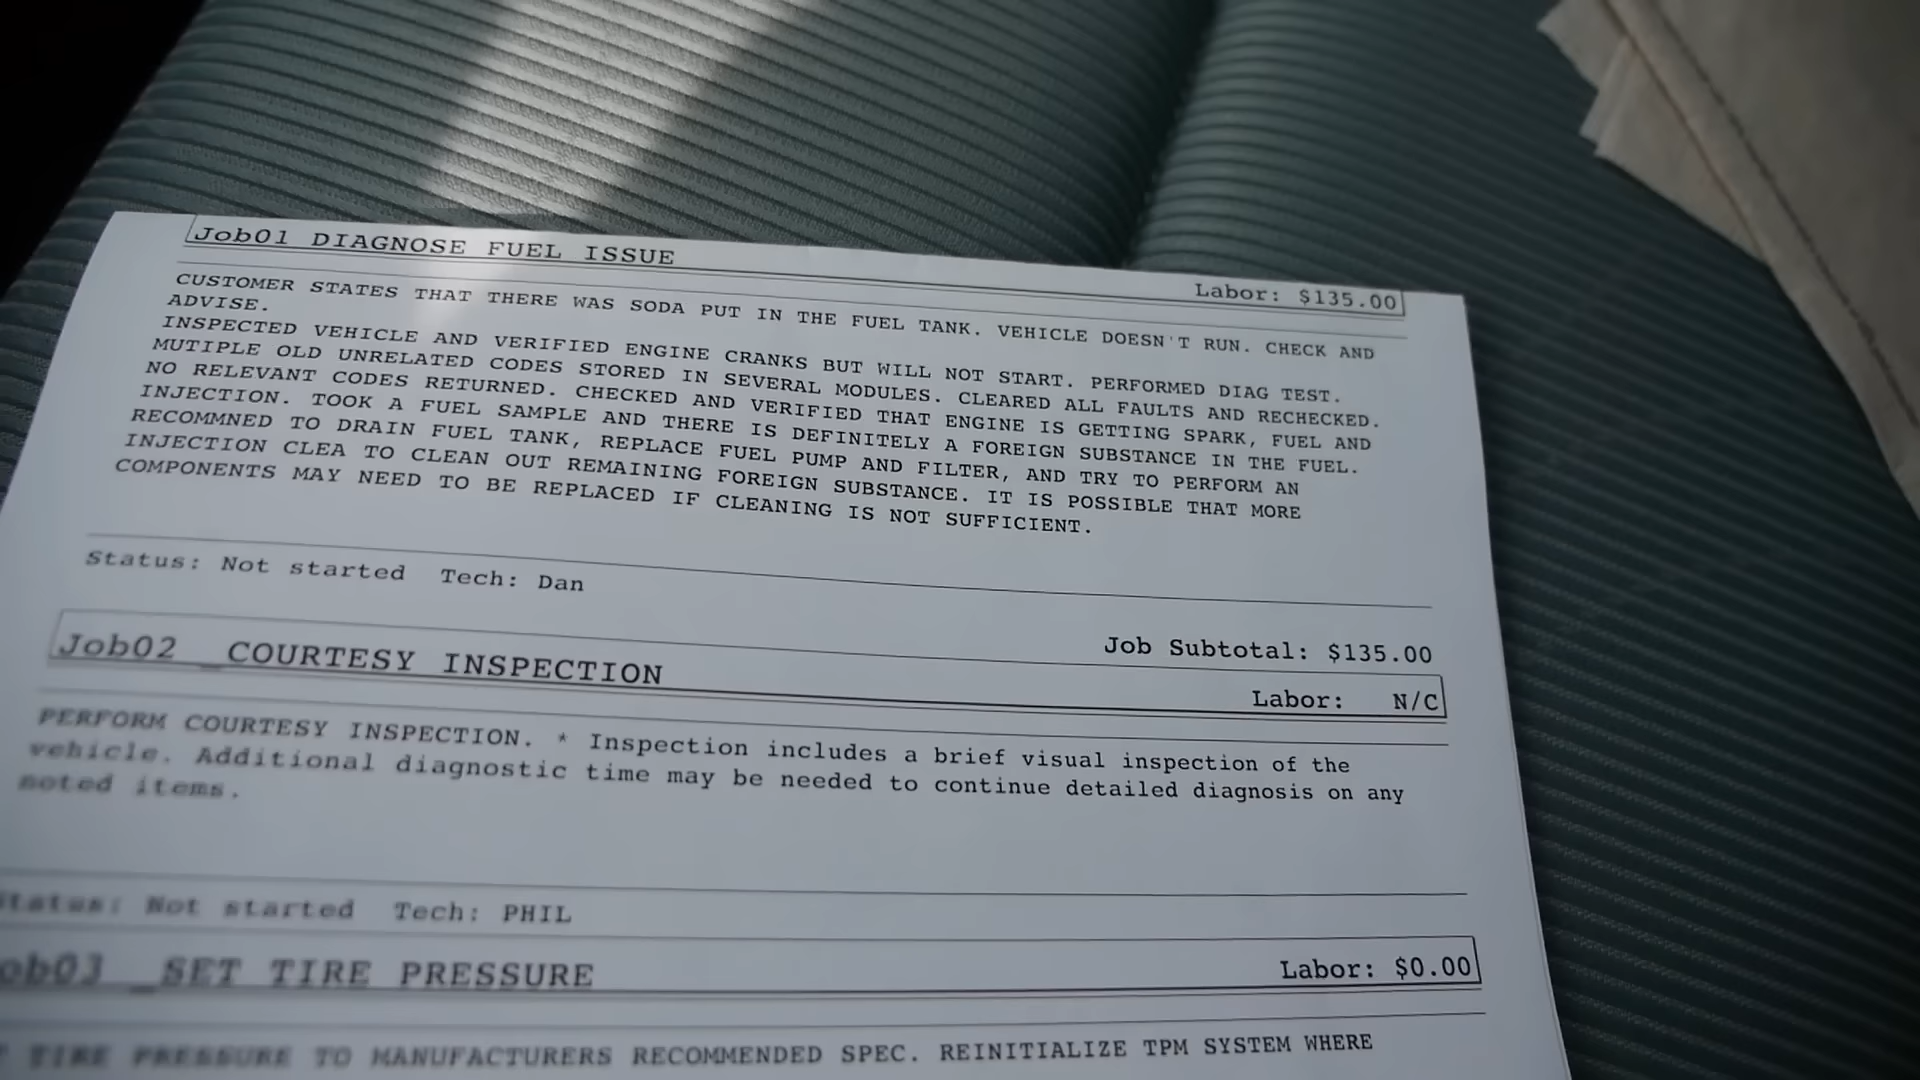 Job01 DIAGNOSE FUEL ISSUE
Labor: $135.00
CUSTOMER STATES THAT THERE WAS SODA PUT IN THE FUEL TANK. VEHICLE DOESN'T RUN. CHECK AND
ADVISE.
INSPECTED VEHICLE AND VERIFIED ENGINE CRANKS BUT WILL NOT START. PERFORMED DIAG TEST.
MUTIPLE OLD UNRELATED CODES STORED IN SEVERAL MODULES. CLEARED ALL FAULTS AND RECHECKED.
NO RELEVANT CODES RETURNED. CHECKED AND VERIFIED THAT ENGINE IS GETTING SPARK, FUEL AND
INJECTION. TOOK A FUEL SAMPLE AND THERE IS DEFINITELY A FOREIGN SUBSTANCE IN THE FUEL.
RECOMMNED TO DRAIN FUEL TANK, REPLACE FUEL PUMP AND FILTER, AND TRY TO PERFORM AN
INJECTION CLEA TO CLEAN OUT REMAINING FOREIGN SUBSTANCE. IT IS POSSIBLE THAT MORE
COMPONENTS MAY NEED TO BE REPLACED IF CLEANING IS NOT SUFFICIENT.
Status: Not started Tech: Dan
Job Subtotal: $135.00
Job02 _COURTESY INSPECTION
Labor: N/C
PERFORM COURTESY INSPECTION. * Inspection includes a brief visual inspection of the
vehicle. Additional diagnostic time may be needed to continue detailed diagnosis on any
noted items.
Status: Not started Tech: PHIL
ob03 _SET TIRE PRESSURE
Labor: $0.00
TIRE PRESSURE TO MANUFACTURERS RECOMMENDED SPEC. REINITIALIZE TPM SYSTEM WHERE